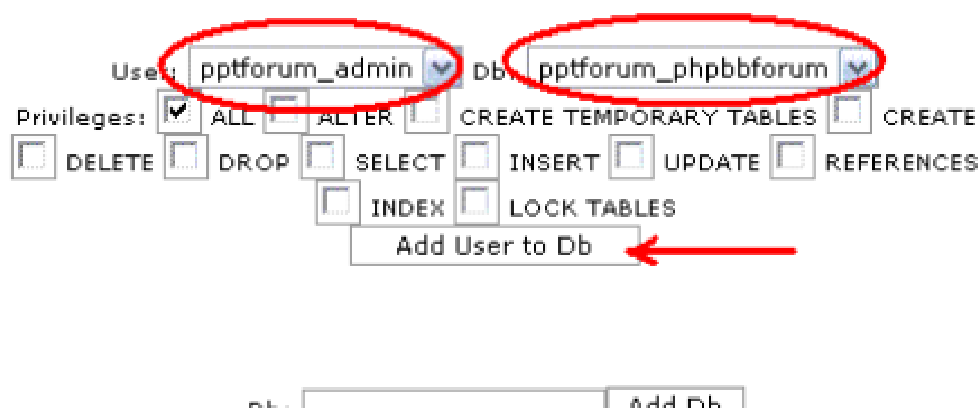 User: pptforum_admin Db: pptforum_phpbbforum
Privileges: ALL ALTER CREATE TEMPORARY TABLES CREATE
DELETE DROP SELECT INSERT UPDATE REFERENCES
INDEX LOCK TABLES
Add User to Db
Db: Add Db